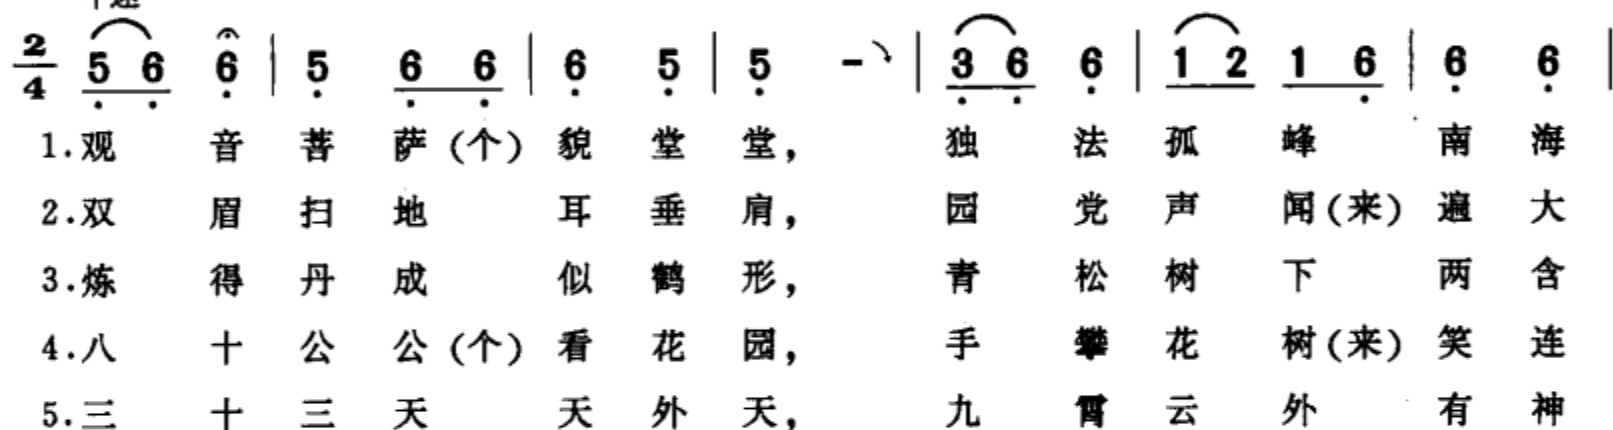 中速
2/4 5 6 6 | 5 6 6 | 6 5 | 5 - | 3 6 6 | 1 2 1 6 | 6 6 |
1.观音菩萨(个)貌堂堂,独法孤峰南海
2.双眉扫地耳垂肩,园党声闻(来)遍大
3.炼得丹成似鹤形,青松树下两含
4.八十公公(个)看花园,手攀花树(来)笑连
5.三十三天天外天,九霄云外有神